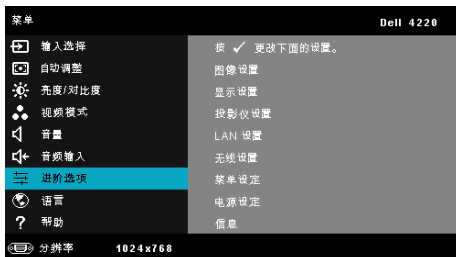 菜单
Dell 4220
输入选择
自动调整
亮度/对比度
视频模式
音量
音频输入
进阶选项
语言
帮助
按 ✓ 更改下面的设置。
图像设置
显示设置
投影仪设置
LAN 设置
无线设置
菜单设定
电源设定
信息
分辨率 1024x768